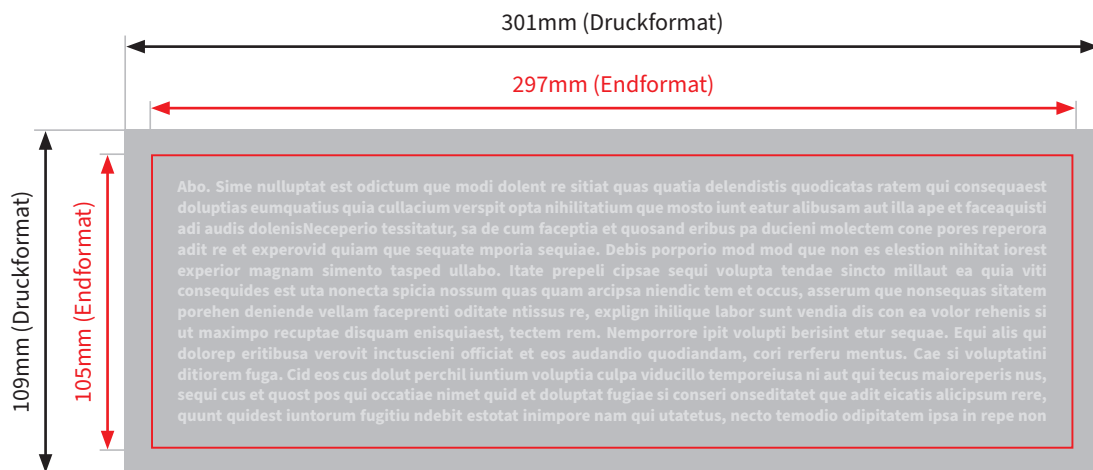 301mm (Druckformat)
297mm (Endformat)
109mm (Druckformat)
105mm (Endformat)
Abo. Sime nulluptat est odictum que modi dolent re sitiat quas quatia delendistis quodicatas ratem qui consequaest
doluptias eumquatius quia cullacium verspit opta nihilitatium que mosto iunt eatur alibusam aut illa ape et faceaquisti
adi audis dolenisNeceperio tessitatur, sa de cum faceptia et quosand eribus pa ducieni molectem cone pores reperora
adit re et experovid quiam que sequate mporia sequiae. Debis porporio mod mod que non es elestion nihitat iorest
experior magnam sinvento tasped ullabo. Itate prepeli cipsae sequi volupta tendae sincto millaut ea quia viti
consequides est uta nonecta spicia nossum quas quam arcipsa niendic tem et occus, asserum que nonsequas sitatem
porehen deniende vellam faceprenti oditate cissus re, explign ihilique labor sum vendia dis con ea volor rehenis si
ut maximpo recuptae disquam enisquiaest, tectem rem. Nemporrore ipit volupti berisint etur sequae. Equi alis qui
dolorep eritibusa verovit inctuscieni officiat et eos audandio quodiandam, cori rerferu mentus. Cae si voluptatini
ditiorem fuga. Cid eos cus dolut perchil iuntium voluptia culpa viducillo temporeiusa ni aut qui tecus maioreperis nus,
sequi cus et quost pos qui occatiae nimet quid et doluptat fugiae si conseri onseditatet que adit eicatis alicipsum rere,
quunt quidest iuntorum fugitiu ndebit estotat inimpore nam qui utatetus, necto temodio odipitatem ipsa in repe non